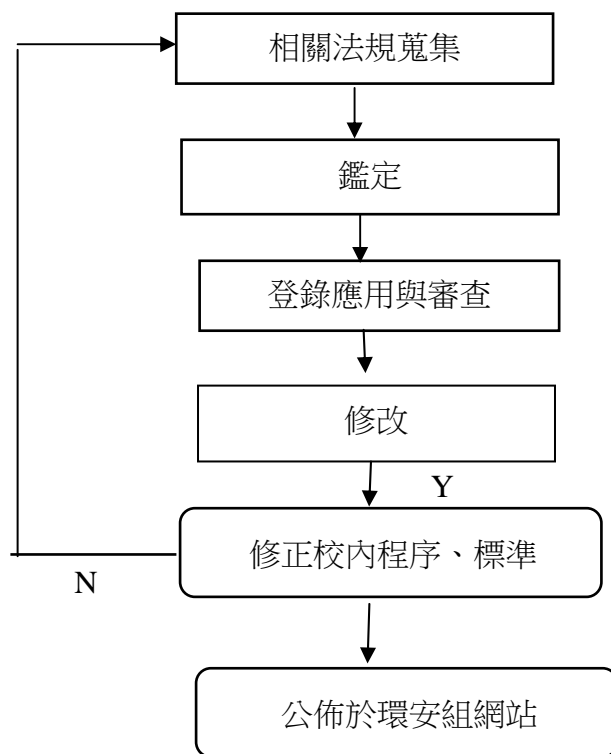 相關法規蒐集
鑑定
登錄應用與審查
修改
Y
修正校內程序、標準
N
公佈於環安組網站